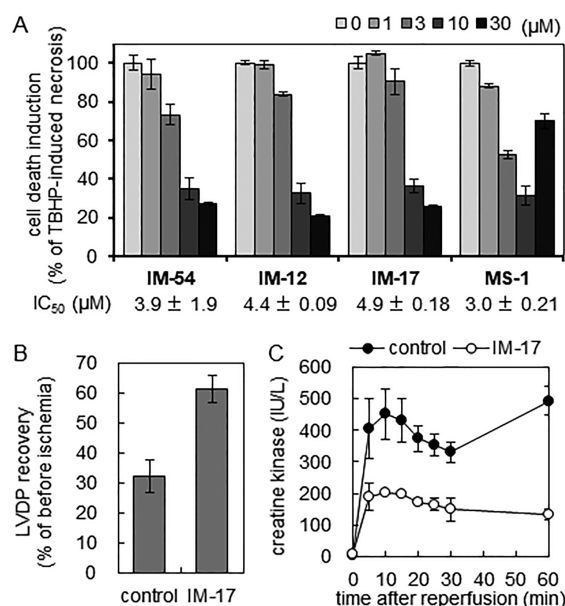 A
0 1 3 10 30 (μM)
cell death induction
(% of TBHP-induced necrosis)
100
80
60
40
20
0
IM-54 IM-12 IM-17 MS-1
IC50 (μM) 3.9 ± 1.9 4.4 ± 0.09 4.9 ± 0.18 3.0 ± 0.21
B
LVDP recovery
(% of before ischemia)
70
60
50
40
30
20
10
0
control IM-17
C
control IM-17
creatine kinase (IU/L)
600
500
400
300
200
100
0
0 10 20 30 40 50 60
time after reperfusion (min)